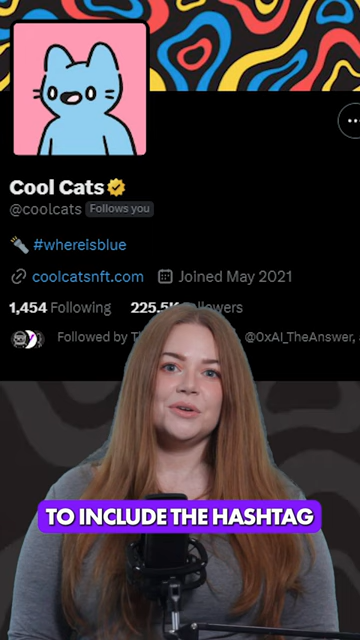 Cool Cats
@coolcats Follows you
#whereisblue
coolcatsnft.com Joined May 2021
1,454 Following 225.5K
Followed by @0xAI_TheAnswer,
TO INCLUDE THE HASHTAG